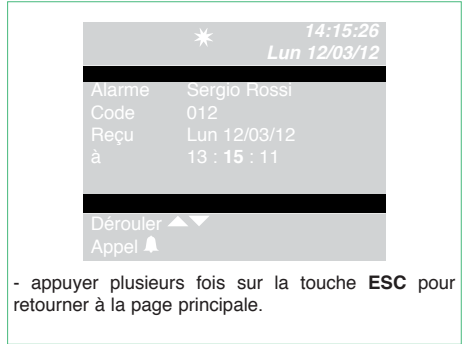 14:15:26
Lun 12/03/12
Alarme Sergio Rossi
Code 012
Reçu Lun 12/03/12
à 13 : 15 : 11
Dérouler
Appel
- appuyer plusieurs fois sur la touche ESC pour
retourner à la page principale.